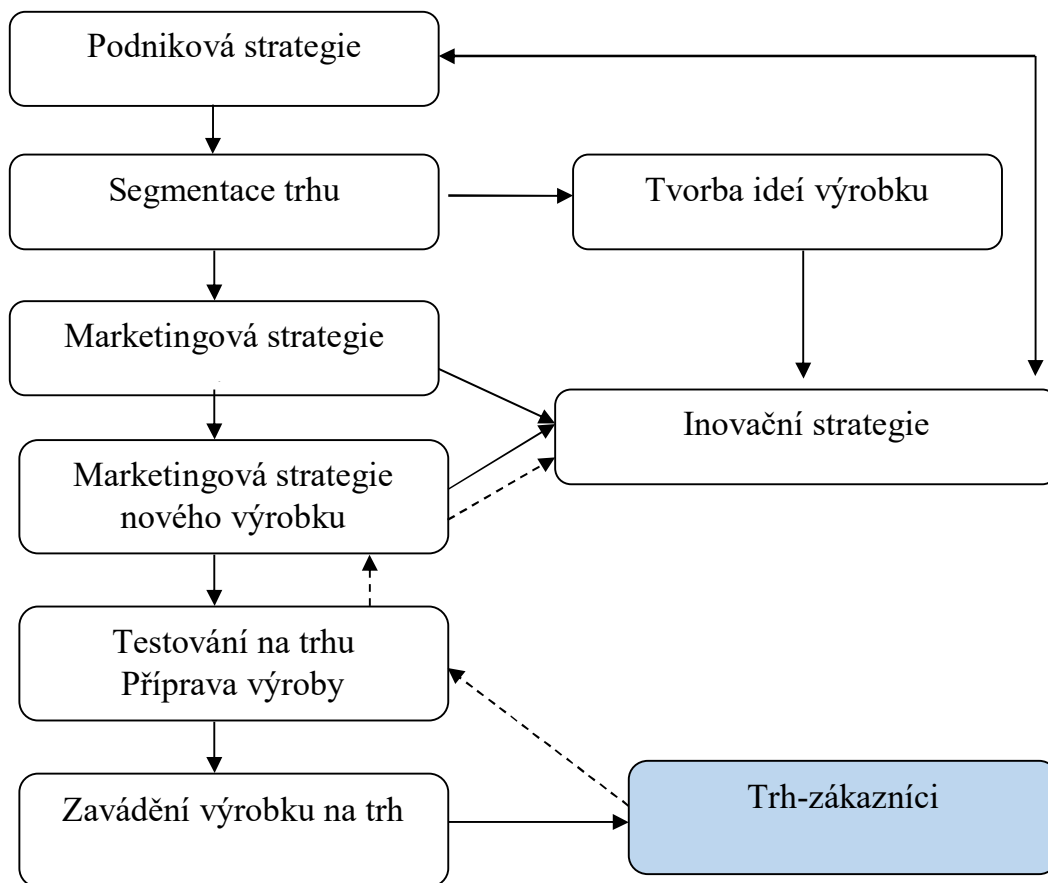 Podniková strategie
Segmentace trhu
Tvorba ideí výrobku
Marketingová strategie
Inovační strategie
Marketingová strategie
nového výrobku
Testování na trhu
Příprava výroby
Zavádění výrobku na trh
Trh-zákazníci